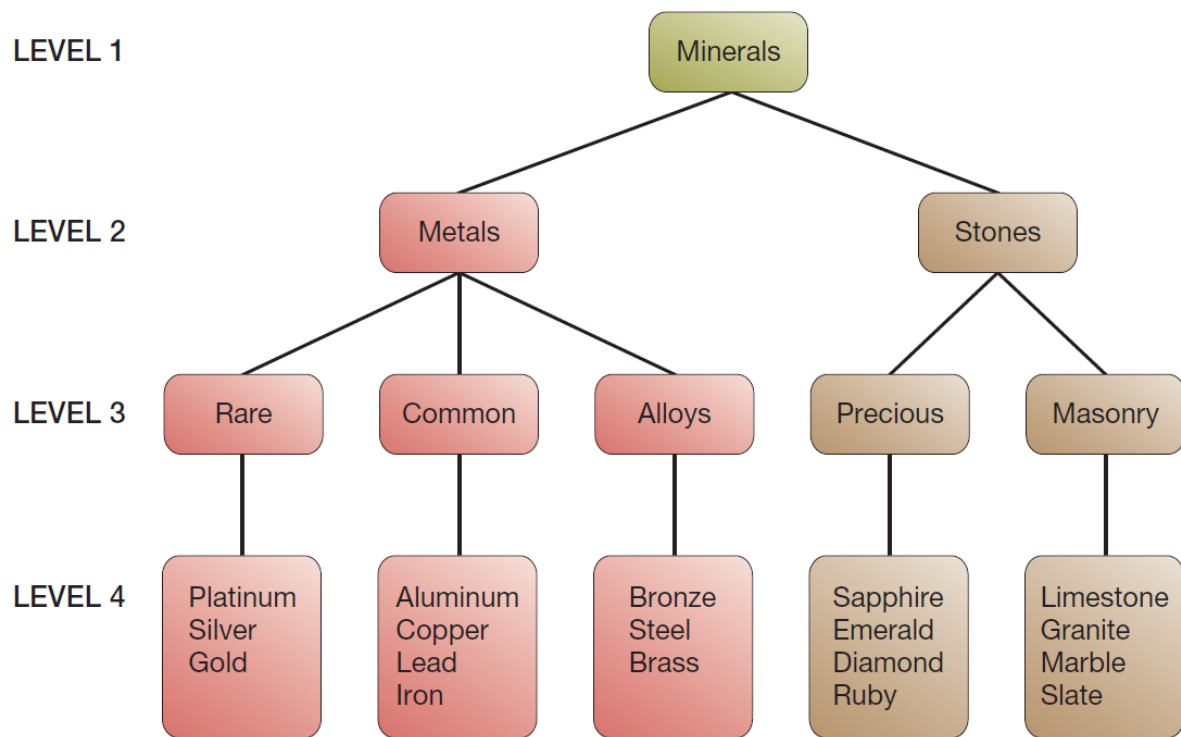 LEVEL 1
Minerals
LEVEL 2
Metals
Stones
LEVEL 3
Rare
Common
Alloys
Precious
Masonry
LEVEL 4
Platinum
Silver
Gold
Aluminum
Copper
Lead
Iron
Bronze
Steel
Brass
Sapphire
Emerald
Diamond
Ruby
Limestone
Granite
Marble
Slate